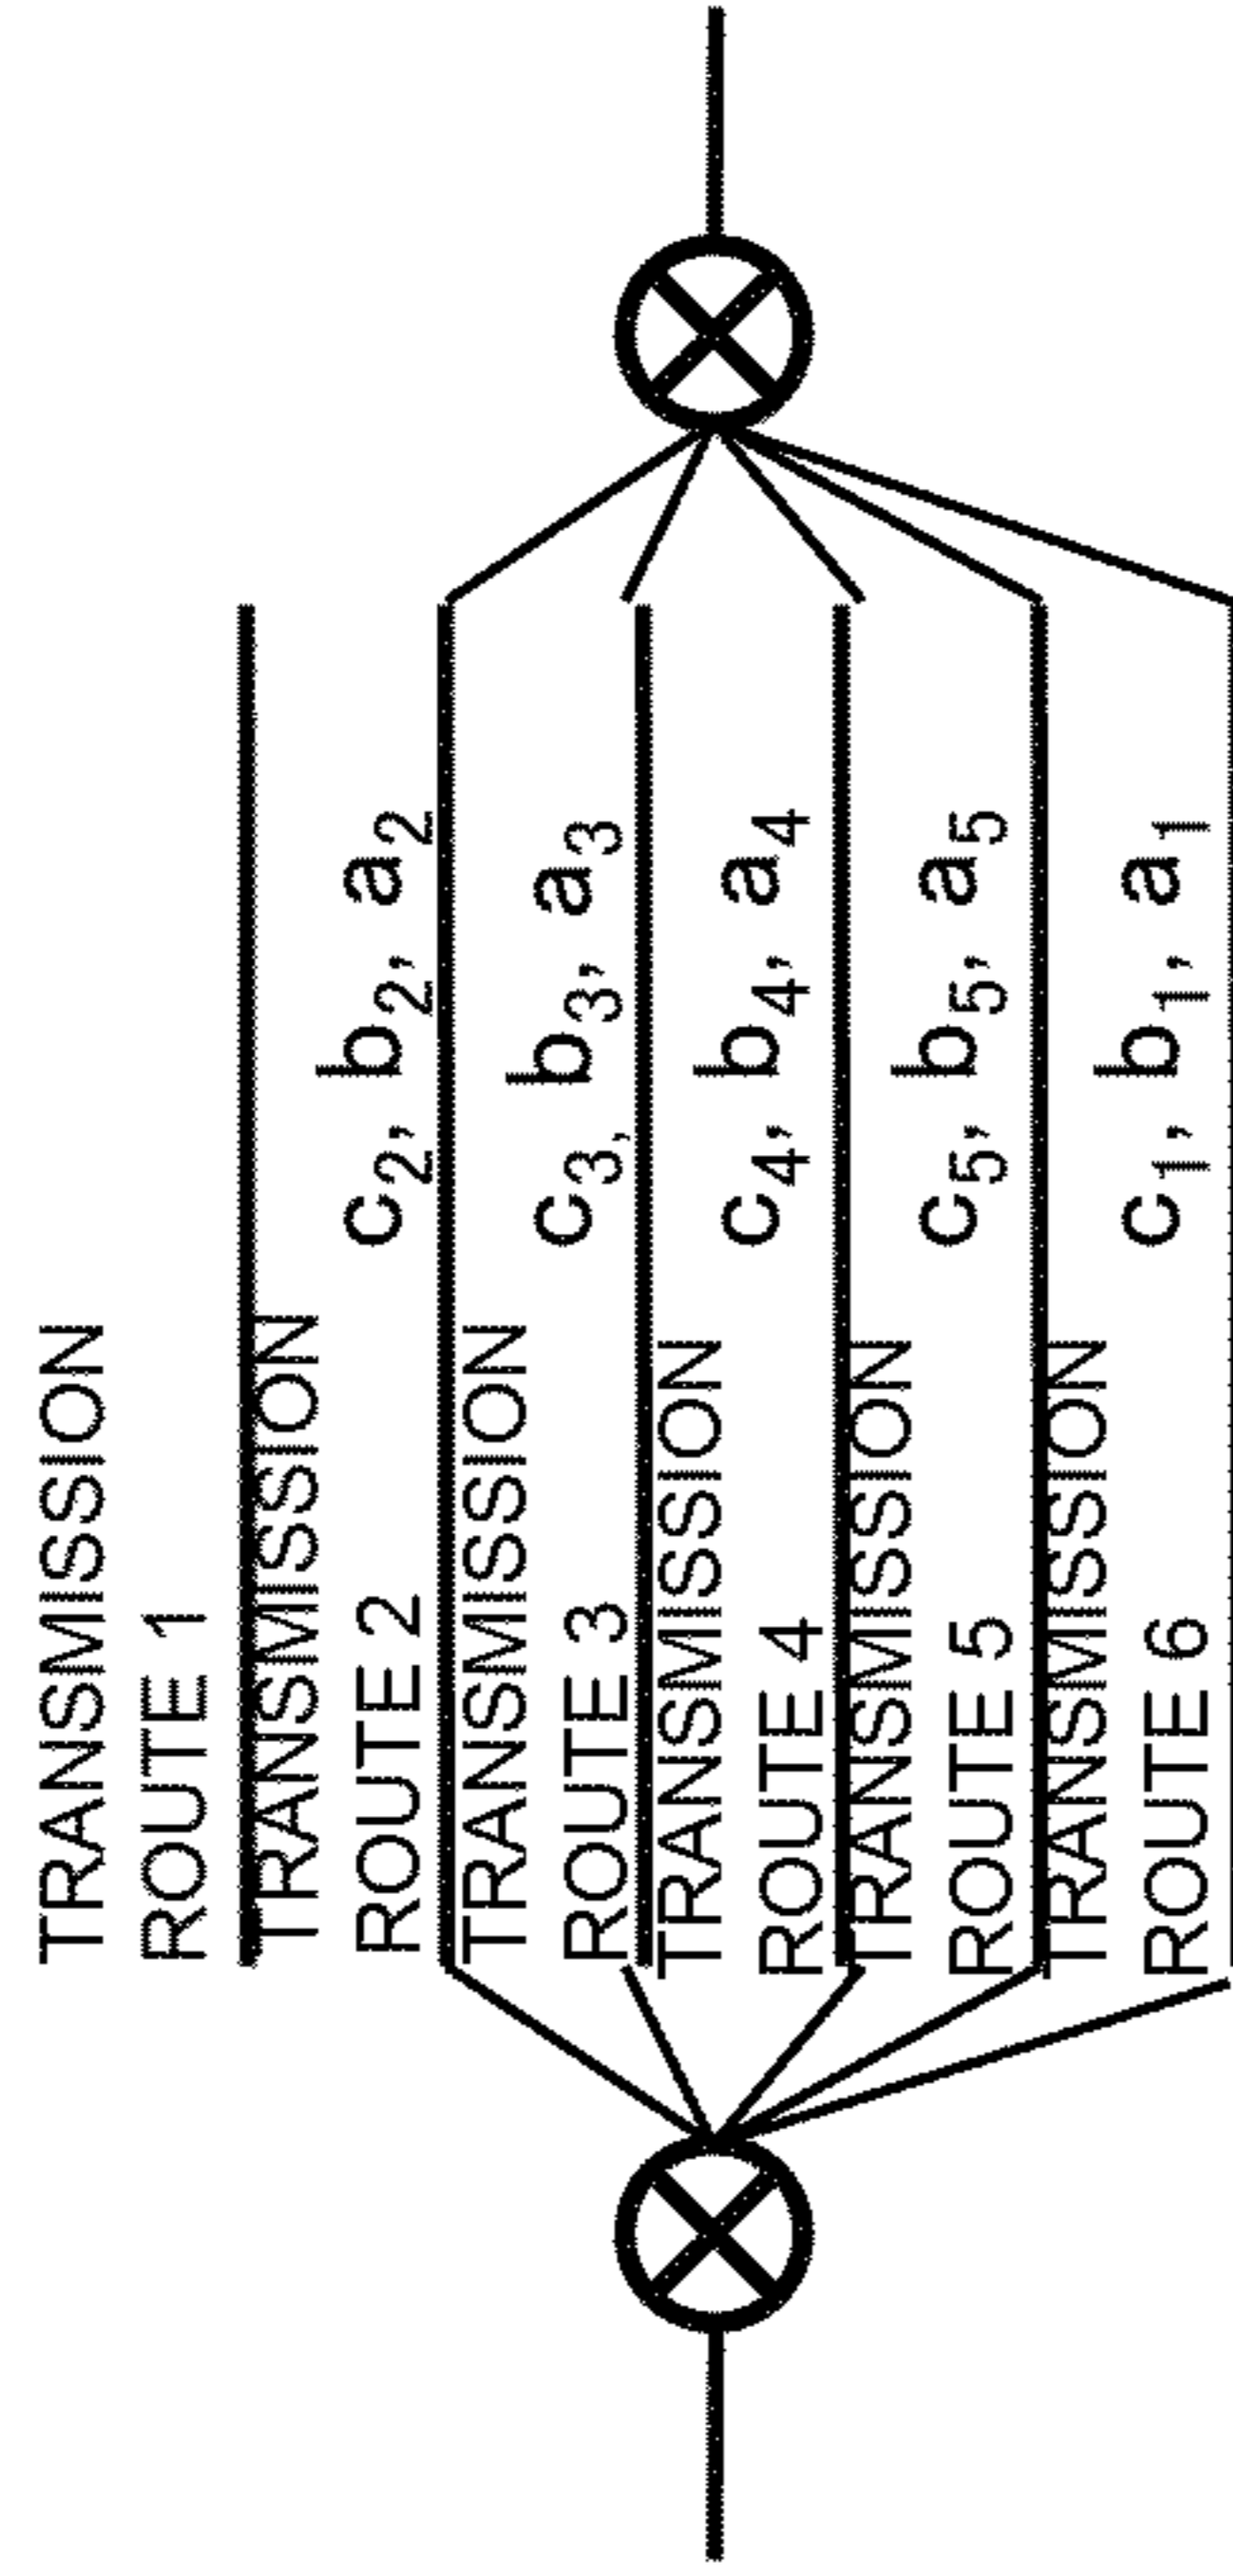 TRANSMISSION
ROUTE 1
TRANSMISSION
ROUTE 2
c2, b2, a2
TRANSMISSION
ROUTE 3
c3, b3, a3
TRANSMISSION
ROUTE 4
c4, b4, a4
TRANSMISSION
ROUTE 5
c5, b5, a5
TRANSMISSION
ROUTE 6
c1, b1, a1